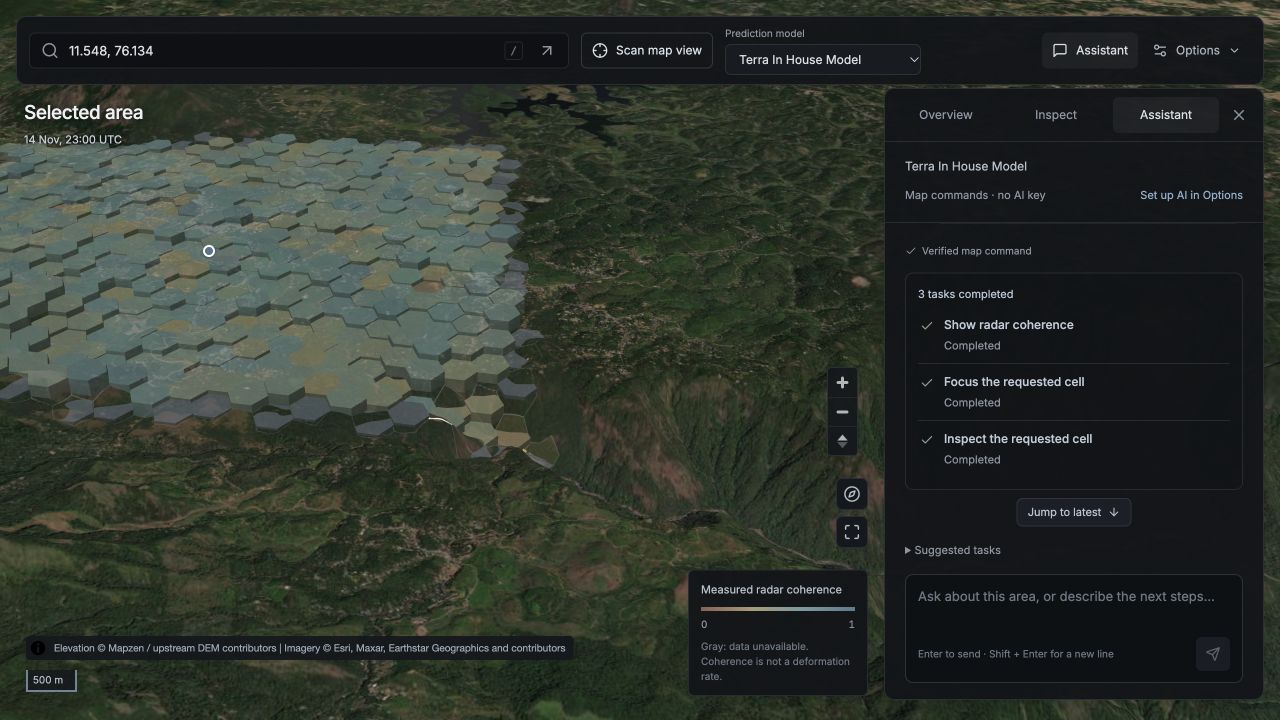 11.548, 76.134
/
Scan map view
Prediction model
Terra In House Model
Assistant
Options
Selected area
14 Nov, 23:00 UTC
Overview
Inspect
Assistant
Terra In House Model
Map commands · no AI key
Set up AI in Options
Verified map command
3 tasks completed
Show radar coherence
Completed
Focus the requested cell
Completed
Inspect the requested cell
Completed
Jump to latest
Suggested tasks
Ask about this area, or describe the next steps...
Enter to send · Shift + Enter for a new line
Measured radar coherence
0
1
Gray: data unavailable.
Coherence is not a deformation
rate.
Elevation © Mapzen / upstream DEM contributors | Imagery © Esri, Maxar, Earthstar Geographics and contributors
500 m